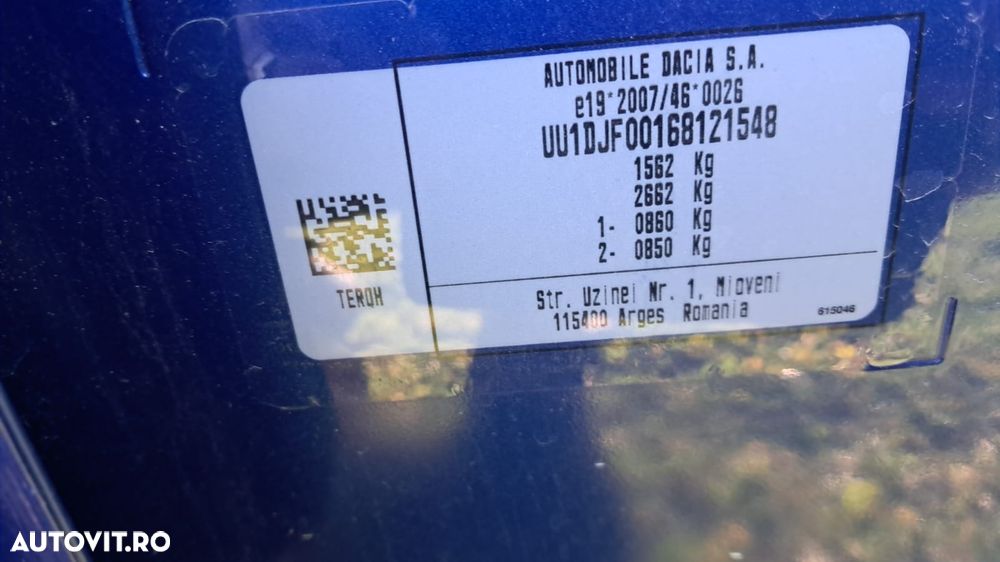 AUTOMOBILE DACIA S.A.
e19*2007/46*0026
UU1DJF00168121548
1562 Kg
2662 Kg
1- 0860 Kg
2- 0850 Kg
TERQH
Str. Uzinei Nr. 1, Mioveni
115400 Arges Romania
615046
AUTOVIT.RO